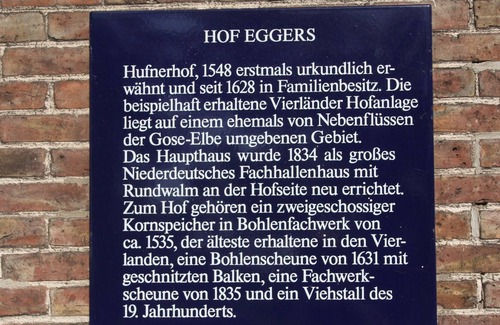 HOF EGGERS
Hufnerhof, 1548 erstmals urkundlich er-
wähnt und seit 1628 in Familienbesitz. Die
beispielhaft erhaltene Vierländer Hofanlage
liegt auf einem ehemals von Nebenflüssen
der Gose-Elbe umgebenen Gebiet.
Das Haupthaus wurde 1834 als großes
Niederdeutsches Fachhallenhaus mit
Rundwalm an der Hofseite neu errichtet.
Zum Hof gehören ein zweigeschossiger
Kornspeicher in Bohlenfachwerk von
ca. 1535, der älteste erhaltene in den Vier-
landen, eine Bohlenscheune von 1631 mit
geschnitzten Balken, eine Fachwerk-
scheune von 1835 und ein Viehstall des
19. Jahrhunderts.